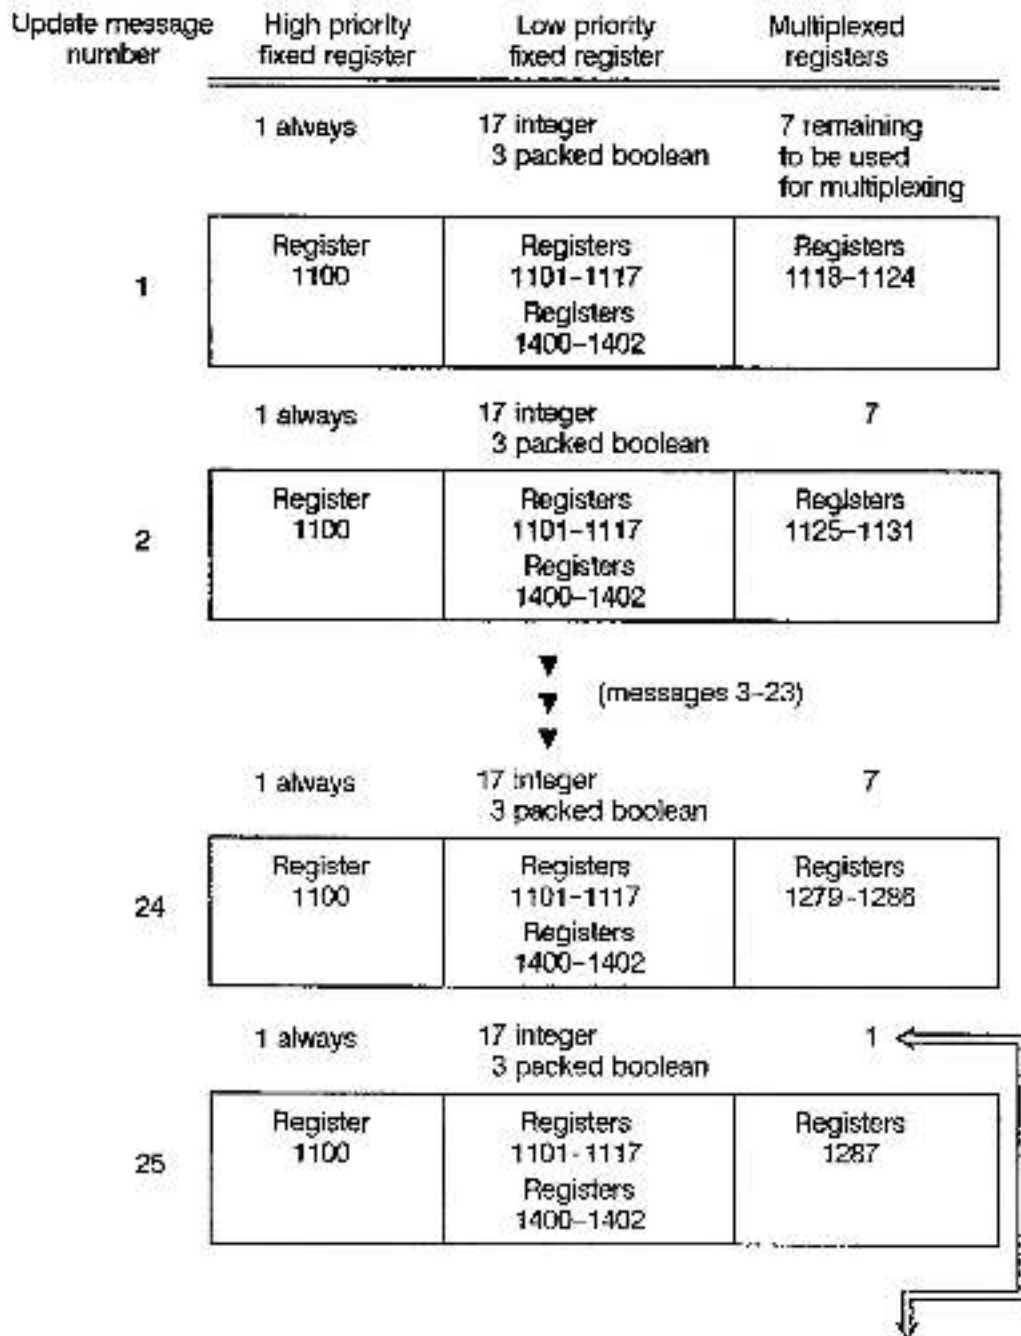 Update message number
High priority fixed register
Low priority fixed register
Multiplexed registers
1 always
17 integer
3 packed boolean
7 remaining
to be used
for multiplexing
1
Register
1100
Registers
1101–1117
Registers
1400–1402
Registers
1118–1124
1 always
17 integer
3 packed boolean
7
2
Register
1100
Registers
1101–1117
Registers
1400–1402
Registers
1125–1131
(messages 3–23)
1 always
17 integer
3 packed boolean
7
24
Register
1100
Registers
1101–1117
Registers
1400–1402
Registers
1279-1286
1 always
17 integer
3 packed boolean
1
25
Register
1100
Registers
1101-1117
Registers
1400–1402
Registers
1287